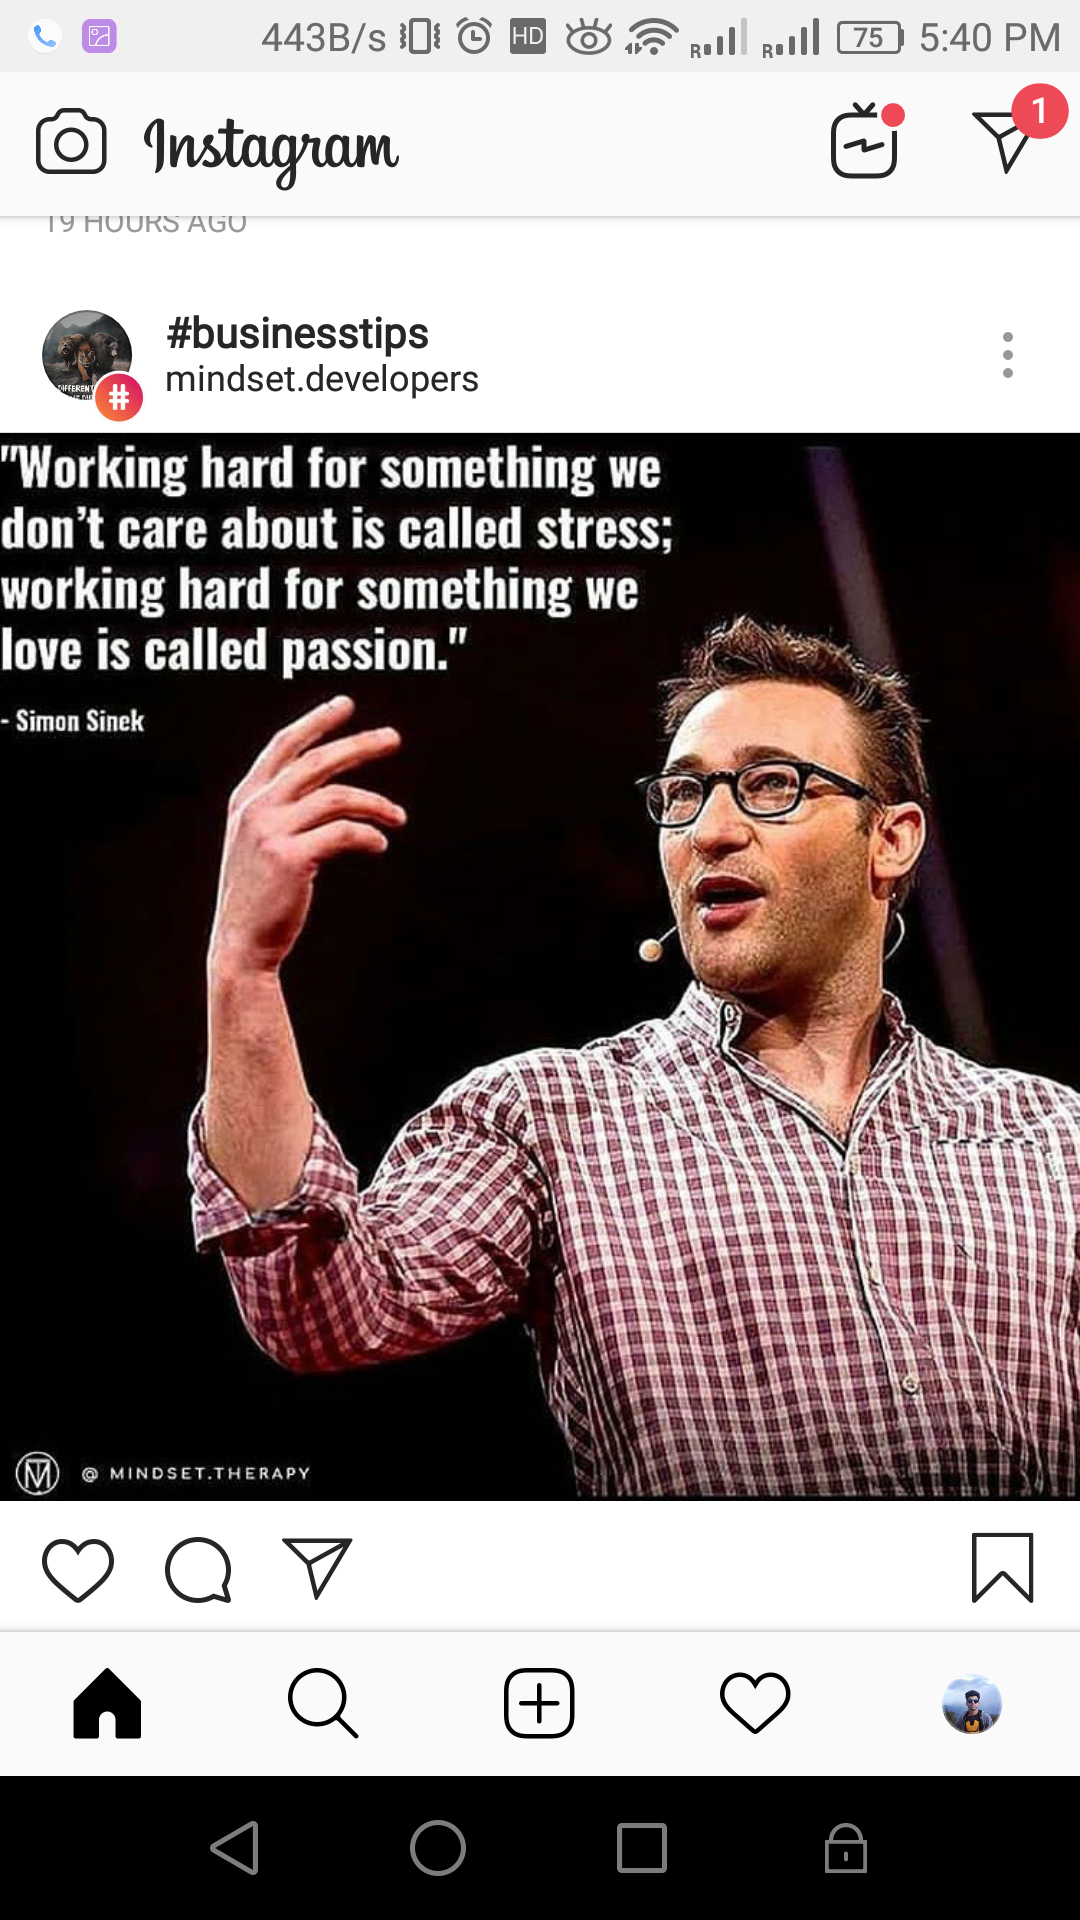 443B/s HD R R 75 5:40 PM
Instagram
1
19 HOURS AGO
#businesstips
mindset.developers
DIFFERENT
#
"Working hard for something we
don't care about is called stress;
working hard for something we
love is called passion."
- Simon Sinek
@ MINDSET.THERAPY